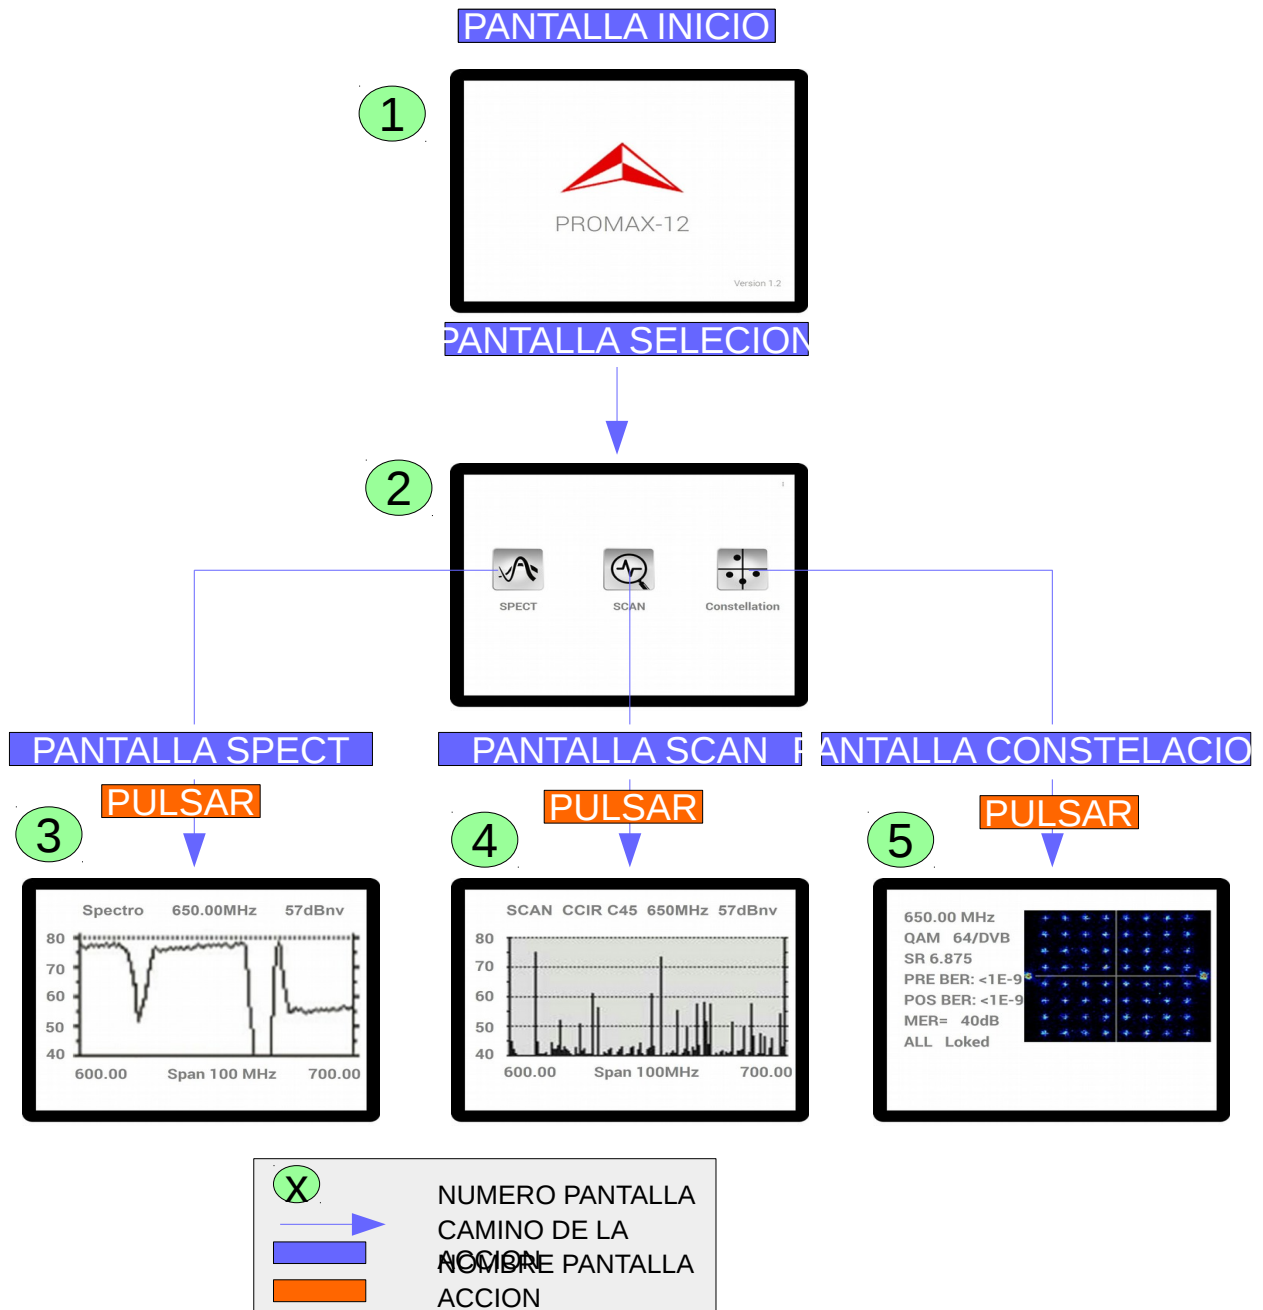 PANTALLA INICIO
1
PROMAX-12
Version 1.2
PANTALLA SELECION
2
SPECT
SCAN
Constellation
PANTALLA SPECT
PANTALLA SCAN
PANTALLA CONSTELACIO
PULSAR
PULSAR
PULSAR
3
4
5
Spectro 650.00MHz 57dBnv
80
70
60
50
40
600.00 Span 100 MHz 700.00
SCAN CCIR C45 650MHz 57dBnv
80
70
60
50
40
600.00 Span 100MHz 700.00
650.00 MHz
QAM 64/DVB
SR 6.875
PRE BER: <1E-9
POS BER: <1E-9
MER= 40dB
ALL Loked
X
NUMERO PANTALLA
CAMINO DE LA
ACCION
NOMBRE PANTALLA
ACCION